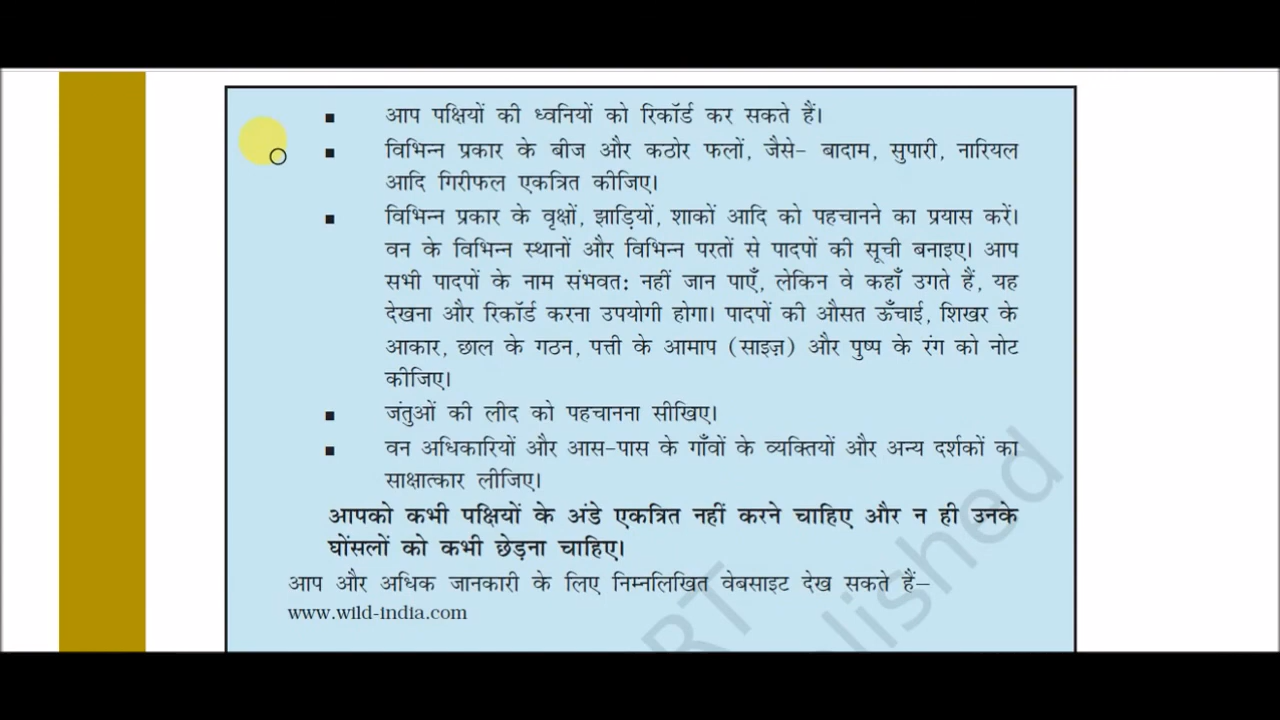 ▪ आप पक्षियों की ध्वनियों को रिकॉर्ड कर सकते हैं।
▪ विभिन्न प्रकार के बीज और कठोर फलों, जैसे- बादाम, सुपारी, नारियल
आदि गिरीफल एकत्रित कीजिए।
▪ विभिन्न प्रकार के वृक्षों, झाड़ियों, शाकों आदि को पहचानने का प्रयास करें।
वन के विभिन्न स्थानों और विभिन्न परतों से पादपों की सूची बनाइए। आप
सभी पादपों के नाम संभवत: नहीं जान पाएँ, लेकिन वे कहाँ उगते हैं, यह
देखना और रिकॉर्ड करना उपयोगी होगा। पादपों की औसत ऊँचाई, शिखर के
आकार, छाल के गठन, पत्ती के आमाप (साइज़) और पुष्प के रंग को नोट
कीजिए।
▪ जंतुओं की लीद को पहचानना सीखिए।
▪ वन अधिकारियों और आस-पास के गाँवों के व्यक्तियों और अन्य दर्शकों का
साक्षात्कार लीजिए।
आपको कभी पक्षियों के अंडे एकत्रित नहीं करने चाहिए और न ही उनके
घोंसलों को कभी छेड़ना चाहिए।
आप और अधिक जानकारी के लिए निम्नलिखित वेबसाइट देख सकते हैं–
www.wild-india.com